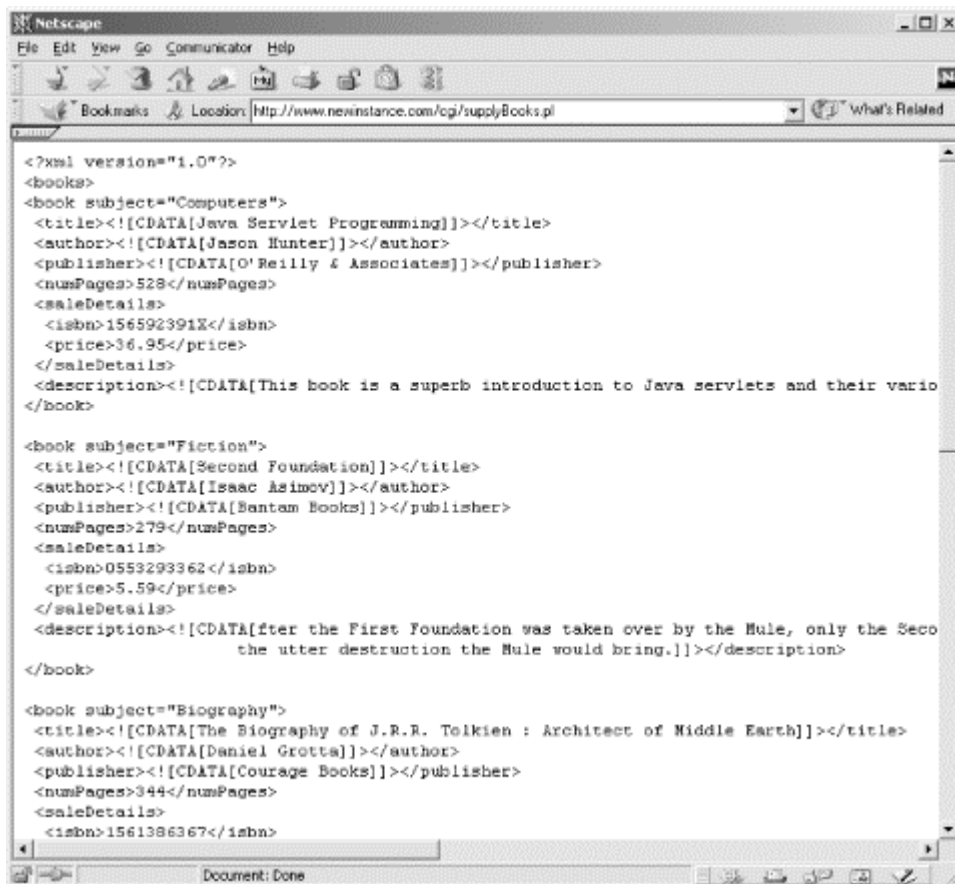 Netscape
File Edit View Go Communicator Help
Bookmarks Location: http://www.newinstance.com/cgi/supplyBooks.pl What's Related
<?xml version="1.0"?>
<books>
<book subject="Computers">
<title><![CDATA[Java Servlet Programming]]></title>
<author><![CDATA[Jason Hunter]]></author>
<publisher><![CDATA[O'Reilly & Associates]]></publisher>
<numPages>528</numPages>
<saleDetails>
<isbn>156592391X</isbn>
<price>36.95</price>
</saleDetails>
<description><![CDATA[This book is a superb introduction to Java servlets and their vario
</book>
<book subject="Fiction">
<title><![CDATA[Second Foundation]]></title>
<author><![CDATA[Isaac Asimov]]></author>
<publisher><![CDATA[Bantam Books]]></publisher>
<numPages>279</numPages>
<saleDetails>
<isbn>0553293362</isbn>
<price>5.59</price>
</saleDetails>
<description><![CDATA[fter the First Foundation was taken over by the Mule, only the Seco
the utter destruction the Mule would bring.]]></description>
</book>
<book subject="Biography">
<title><![CDATA[The Biography of J.R.R. Tolkien : Architect of Middle Earth]]></title>
<author><![CDATA[Daniel Grotta]]></author>
<publisher><![CDATA[Courage Books]]></publisher>
<numPages>344</numPages>
<saleDetails>
<isbn>1561386367</isbn>
Document: Done